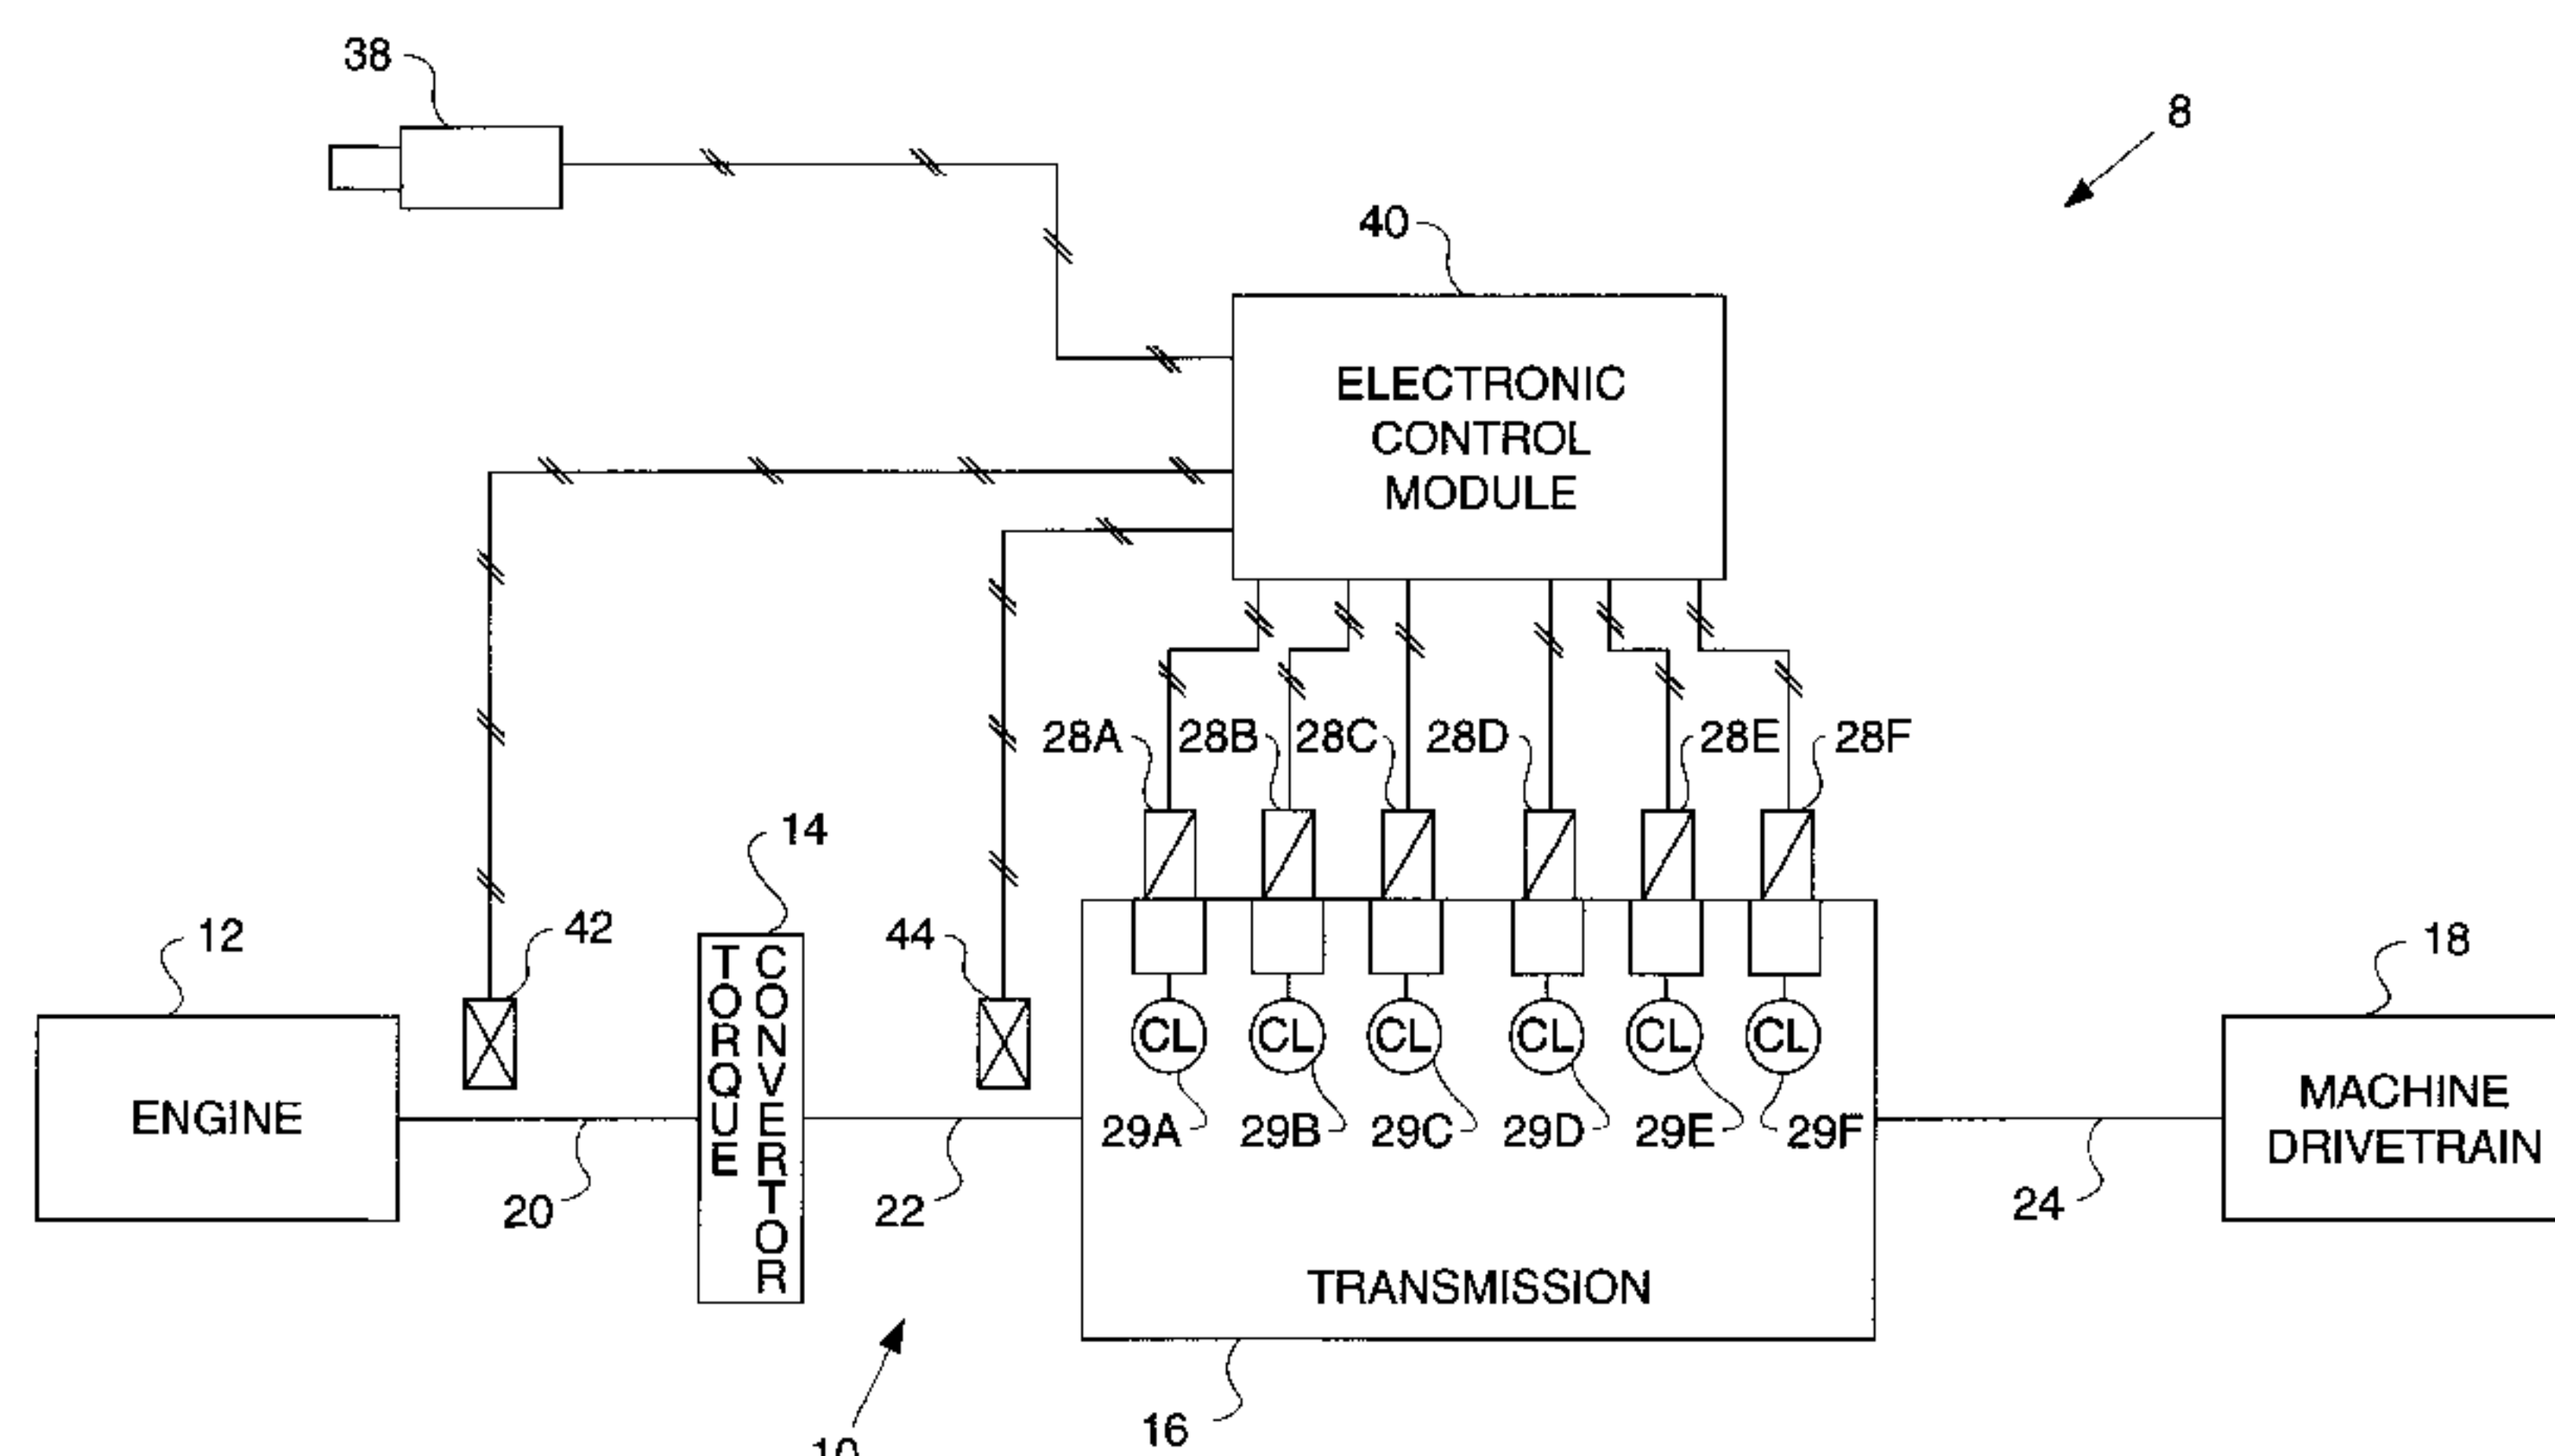 38
8
40
ELECTRONIC
CONTROL
MODULE
28A 28B 28C 28D 28E 28F
14
12
42
44
18
TORQUE
CONVERTOR
CL CL CL CL CL CL
ENGINE
29A 29B 29C 29D 29E 29F
MACHINE
DRIVETRAIN
20
22
24
TRANSMISSION
16
10